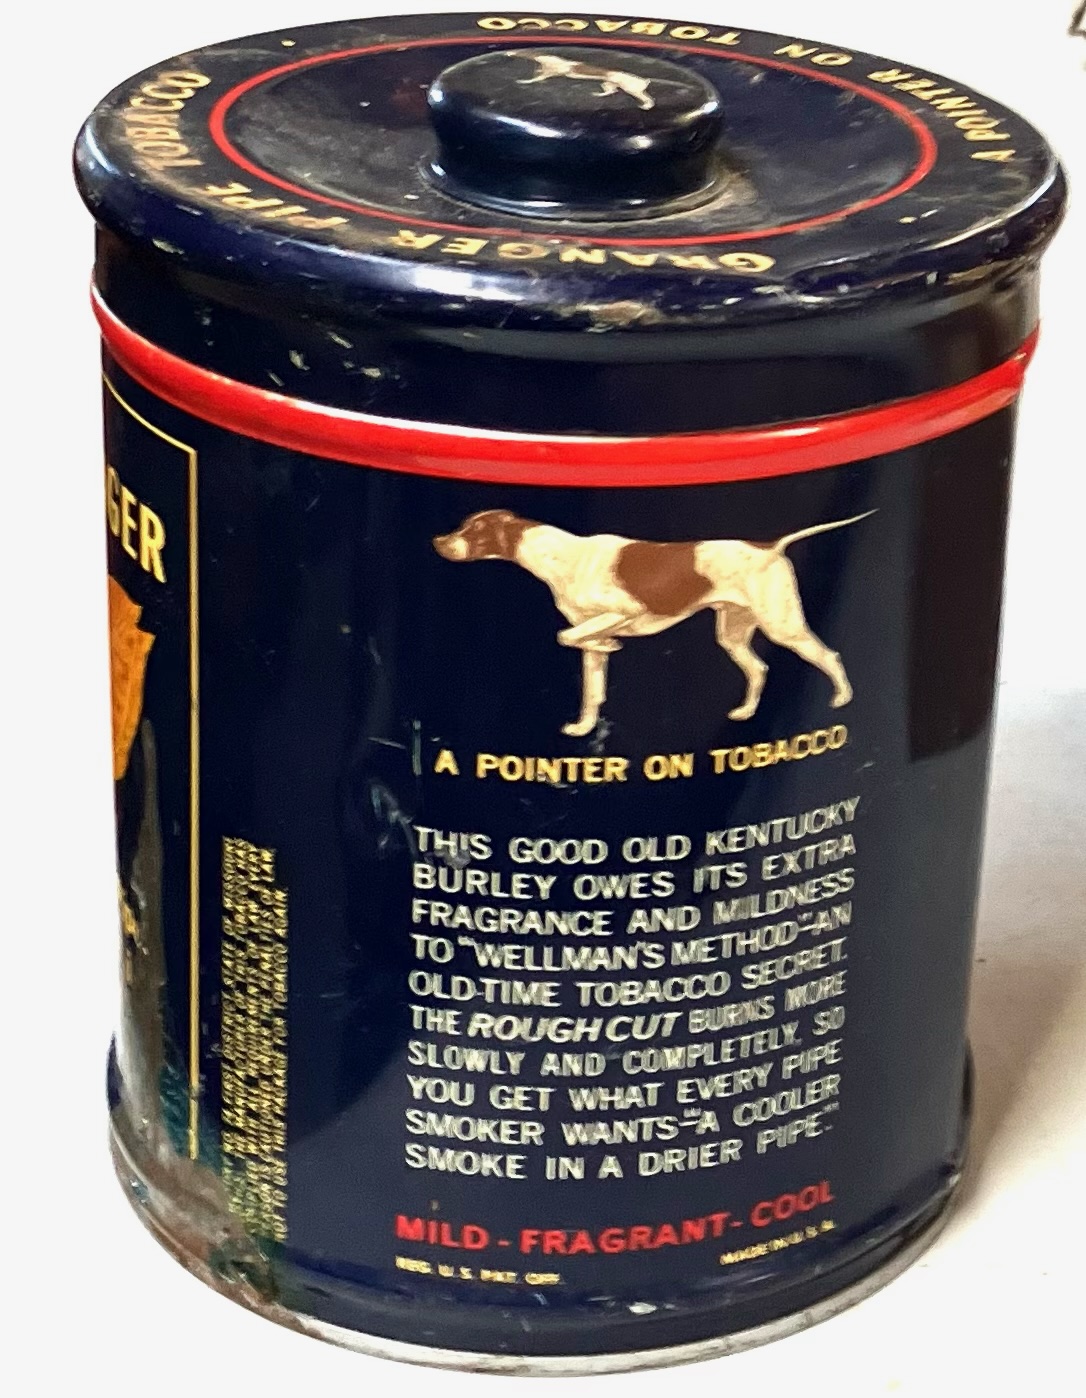 GRANGER PIPE TOBACCO
A POINTER ON TOBACCO
GER
A POINTER ON TOBACCO
THIS GOOD OLD KENTUCKY
BURLEY OWES ITS EXTRA
FRAGRANCE AND MILDNESS
TO "WELLMAN'S METHOD"-AN
OLD-TIME TOBACCO SECRET.
THE ROUGH CUT BURNS MORE
SLOWLY AND COMPLETELY, SO
YOU GET WHAT EVERY PIPE
SMOKER WANTS-"A COOLER
SMOKE IN A DRIER PIPE."
MILD - FRAGRANT - COOL
REG. U.S. PAT. OFF.
MADE IN U.S.A.